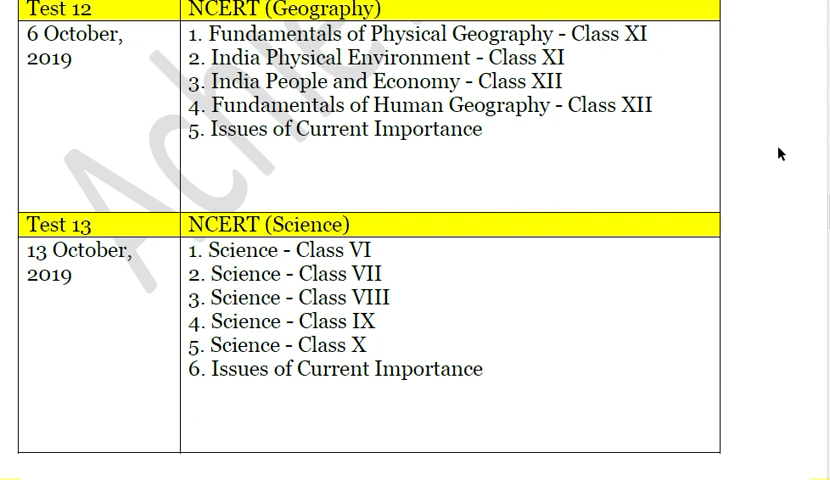 Test 12
NCERT (Geography)
6 October,
2019
1. Fundamentals of Physical Geography - Class XI
2. India Physical Environment - Class XI
3. India People and Economy - Class XII
4. Fundamentals of Human Geography - Class XII
5. Issues of Current Importance
Test 13
NCERT (Science)
13 October,
2019
1. Science - Class VI
2. Science - Class VII
3. Science - Class VIII
4. Science - Class IX
5. Science - Class X
6. Issues of Current Importance